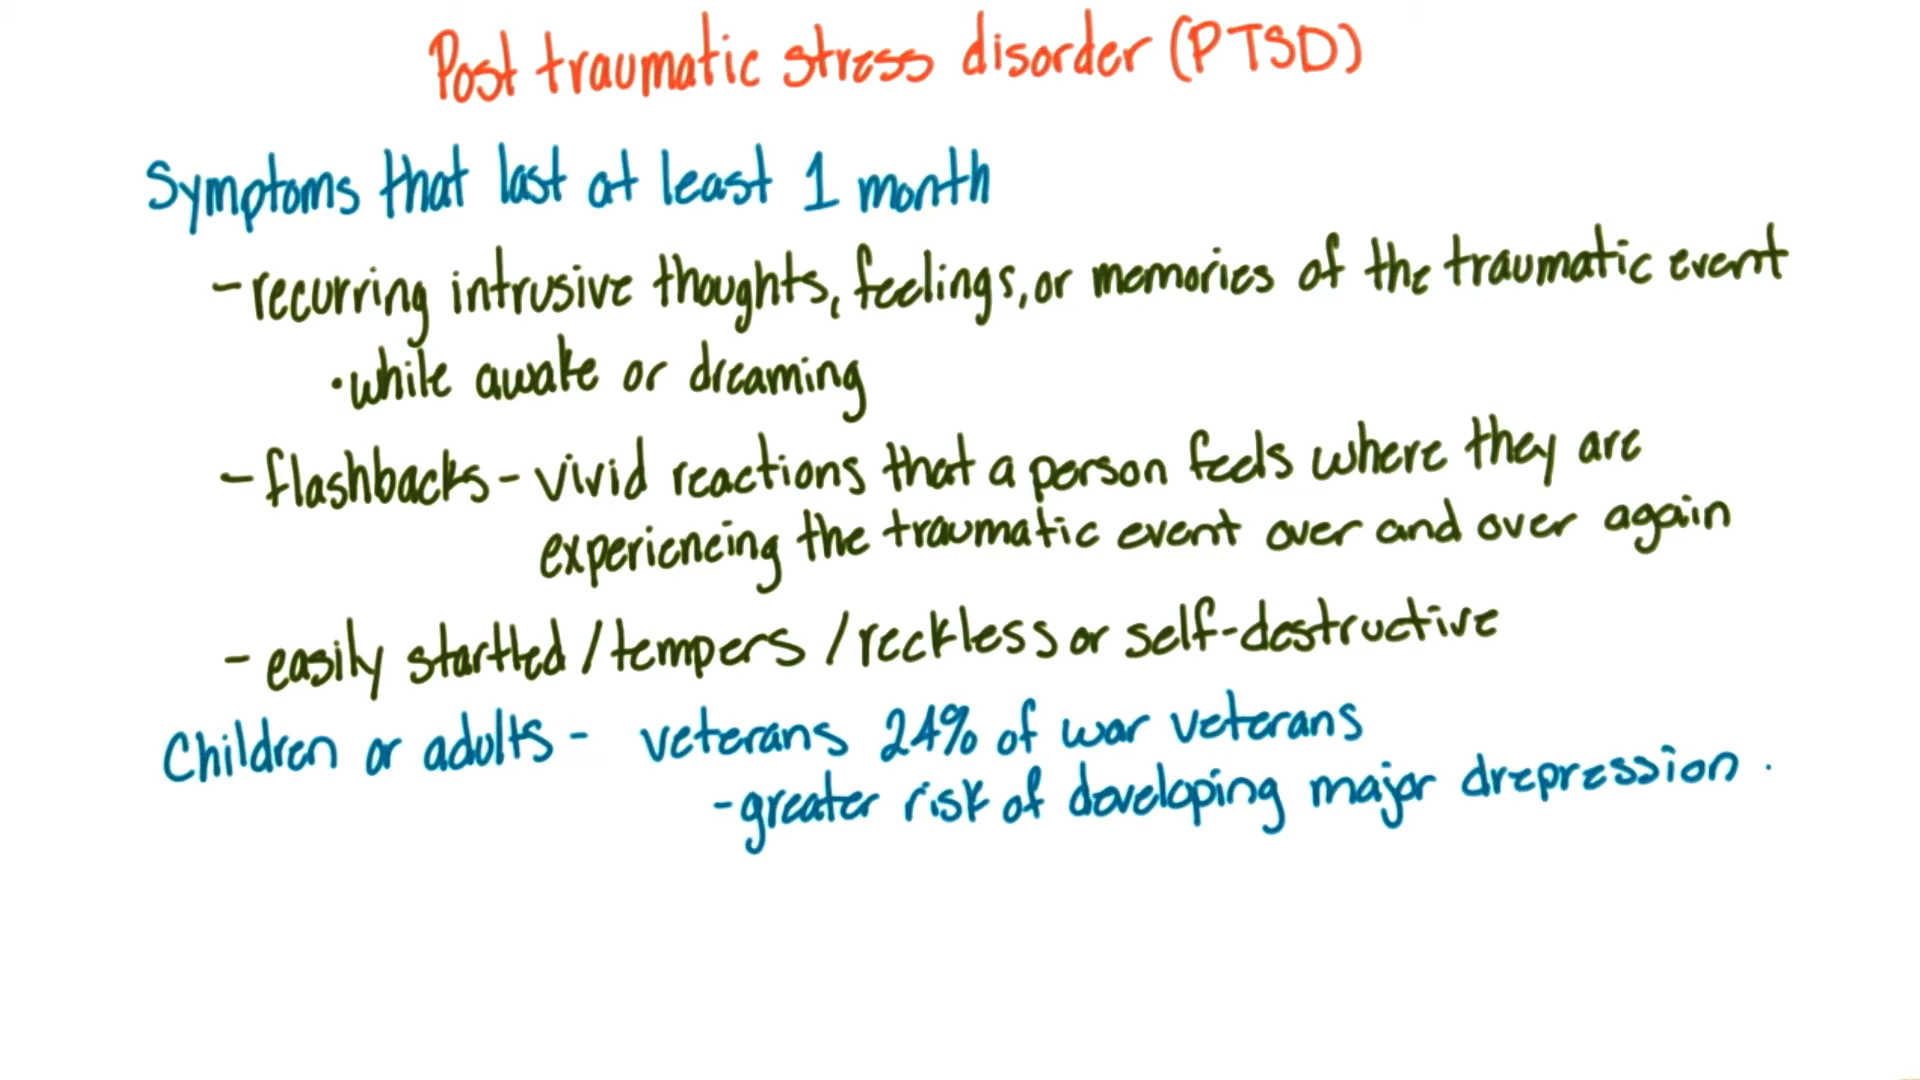 Post traumatic stress disorder (PTSD)
Symptoms that last at least 1 month
- recurring intrusive thoughts, feelings, or memories of the traumatic event
• while awake or dreaming
- flashbacks - vivid reactions that a person feels where they are
experiencing the traumatic event over and over again
- easily startled / tempers / reckless or self-destructive
Children or adults - veterans 24% of war veterans
- greater risk of developing major drepression .